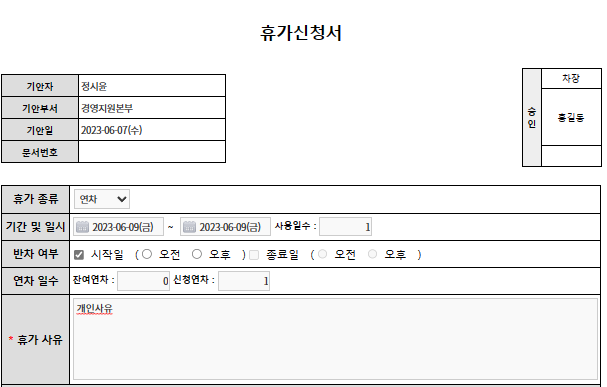 휴가신청서
기안자 정시윤
기안부서 경영지원본부
기안일 2023-06-07(수)
문서번호
승인 차장
홍길동
휴가 종류 연차
기간 및 일시 2023-06-09(금) ~ 2023-06-09(금) 사용일수 : 1
반차 여부 시작일 ( 오전 오후 ) 종료일 ( 오전 오후 )
연차 일수 잔여연차 : 0 신청연차 : 1
* 휴가 사유 개인사유